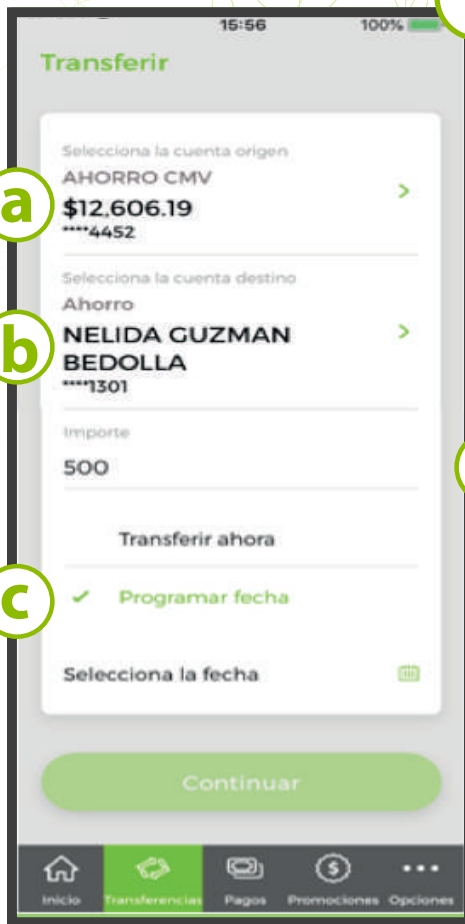 15:56
100%
Transferir
Selecciona la cuenta origen
AHORRO CMV
a
$12,606.19
****4452
Selecciona la cuenta destino
Ahorro
b
NELIDA GUZMAN
BEDOLLA
****1301
Importe
500
Transferir ahora
c
Programar fecha
Selecciona la fecha
Continuar
Inicio
Transferencias
Pagos
Promociones
Opciones